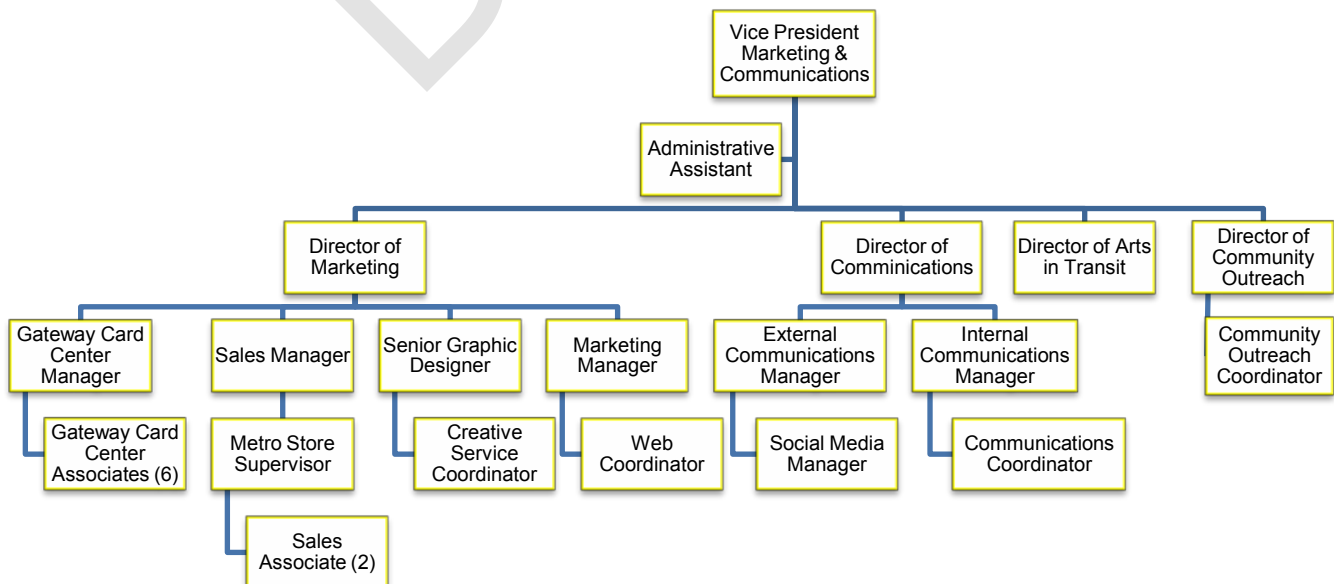 Vice President
Marketing &
Communications
Administrative
Assistant
Director of
Marketing
Director of
Comminications
Director of Arts
in Transit
Director of
Community
Outreach
Gateway Card
Center
Manager
Sales Manager
Senior Graphic
Designer
Marketing
Manager
External
Communications
Manager
Internal
Communications
Manager
Community
Outreach
Coordinator
Gateway Card
Center
Associates (6)
Metro Store
Supervisor
Creative
Service
Coordinator
Web
Coordinator
Social Media
Manager
Communications
Coordinator
Sales
Associate (2)